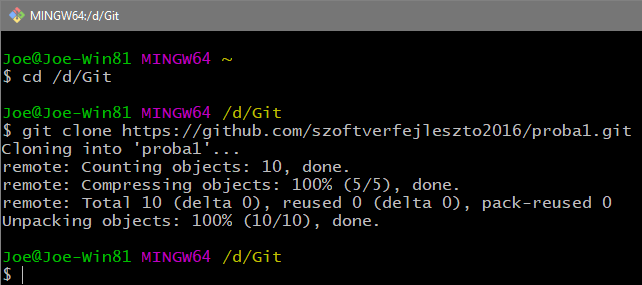 MINGW64:/d/Git
Joe@Joe-Win81 MINGW64 ~
$ cd /d/Git
Joe@Joe-Win81 MINGW64 /d/Git
$ git clone https://github.com/szoftverfejleszto2016/proba1.git
Cloning into 'proba1'...
remote: Counting objects: 10, done.
remote: Compressing objects: 100% (5/5), done.
remote: Total 10 (delta 0), reused 0 (delta 0), pack-reused 0
Unpacking objects: 100% (10/10), done.
Joe@Joe-Win81 MINGW64 /d/Git
$